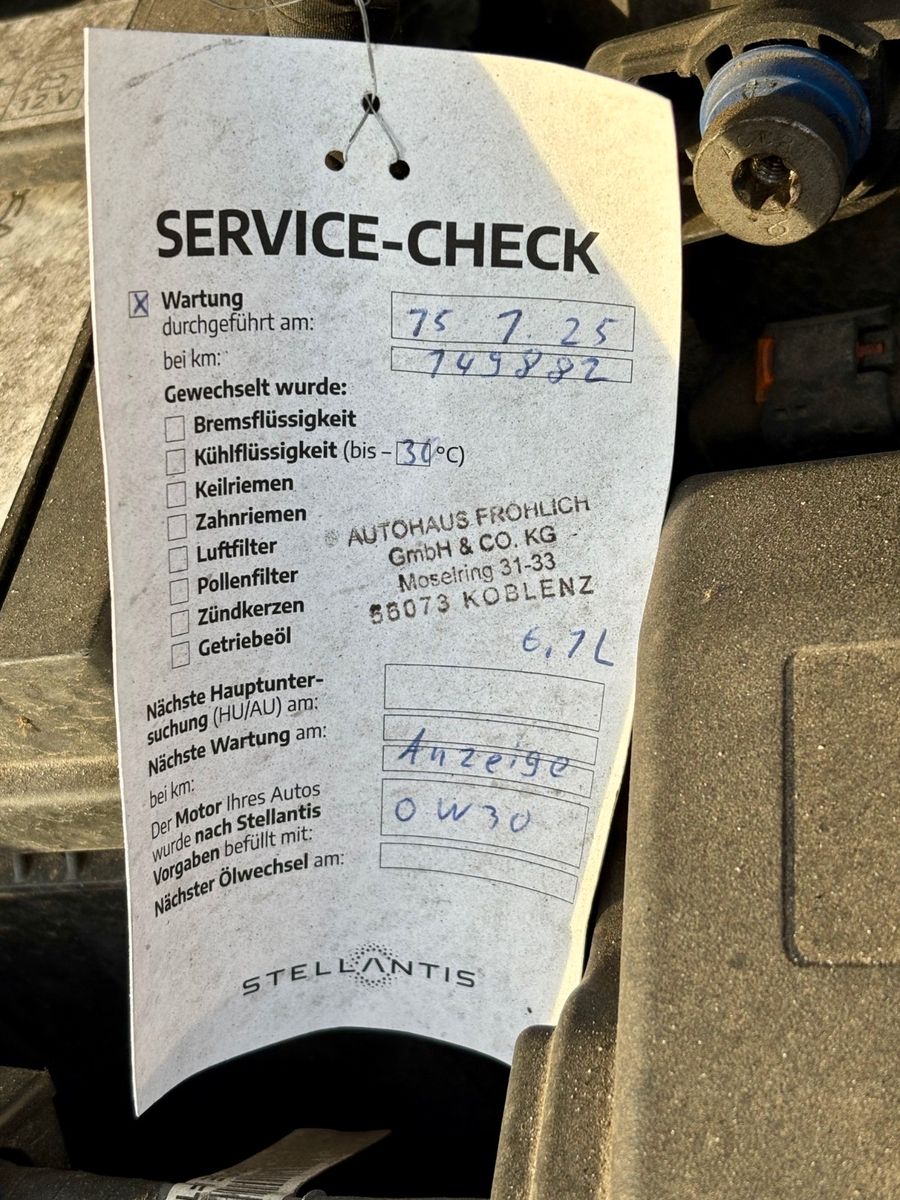 12V
SERVICE-CHECK
X Wartung
durchgeführt am: 15 1. 25
bei km: 149882
Gewechselt wurde:
Bremsflüssigkeit
Kühlflüssigkeit (bis – 30 °C)
Keilriemen
Zahnriemen
Luftfilter
Pollenfilter
Zündkerzen
Getriebeöl
AUTOHAUS FRÖHLICH
GmbH & CO. KG
Moselring 31-33
56073 KOBLENZ
6,1L
Nächste Hauptunter-
suchung (HU/AU) am:
Nächste Wartung am:
bei km: Anzeige
Der Motor Ihres Autos
wurde nach Stellantis
Vorgaben befüllt mit: 0W30
Nächster Ölwechsel am:
STELLANTIS